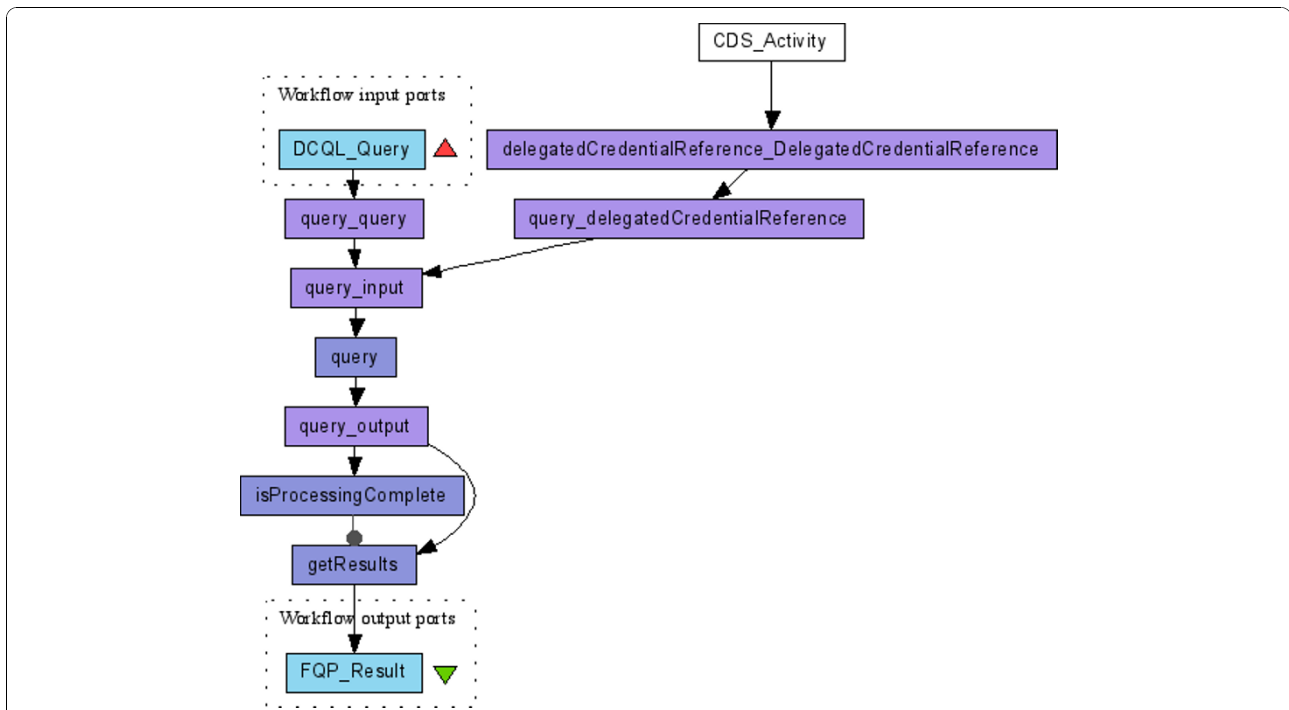 CDS_Activity
Workflow input ports
DCQL_Query
delegatedCredentialReference_DelegatedCredentialReference
query_query
query_delegatedCredentialReference
query_input
query
query_output
isProcessingComplete
getResults
Workflow output ports
FQP_Result